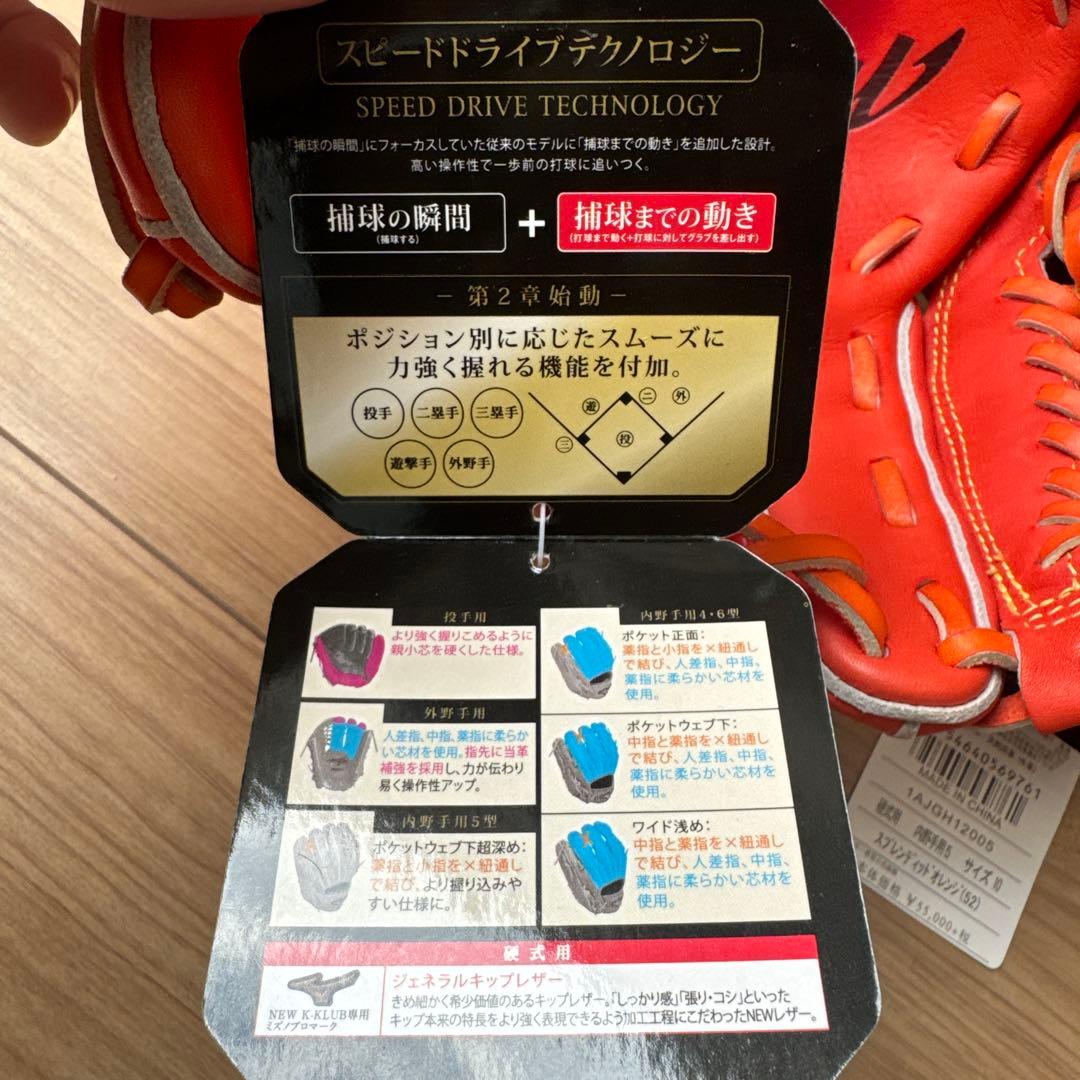 スピードドライブテクノロジー
SPEED DRIVE TECHNOLOGY
「捕球の瞬間」にフォーカスしていた従来のモデルに「捕球までの動き」を追加した設計。
高い操作性で一歩前の打球に追いつく。
捕球の瞬間
(捕球する)
+
捕球までの動き
(打球まで動く+打球に対してグラブを差し出す)
－第2章始動－
ポジション別に応じたスムーズに
力強く握れる機能を付加。
投手 二塁手 三塁手
遊撃手 外野手
遊 二 外
三 投
投手用
より強く握りこめるように
親小芯を硬くした仕様。
外野手用
人差指、中指、薬指に柔らか
い芯材を使用。指先に当革
補強を採用し、力が伝わり
易く操作性アップ。
内野手用5型
ポケットウェブ下超深め:
薬指と小指を×紐通し
で結び、より握り込みや
すい仕様に。
内野手用4・6型
ポケット正面:
薬指と小指を×紐通し
で結び、人差指、中指、
薬指に柔らかい芯材を
使用。
ポケットウェブ下:
中指と薬指を×紐通し
で結び、人差指、中指、
薬指に柔らかい芯材を
使用。
ワイド浅め:
中指と薬指を×紐通し
で結び、人差指、中指、
薬指に柔らかい芯材を
使用。
硬式用
NEW K-KLUB専用
ミズノプロマーク
ジェネラルキップレザー
きめ細かく希少価値のあるキップレザー。「しっかり感」「張り・コシ」といった
キップ本来の特長をより強く表現できるよう加工工程にこだわったNEWレザー。
MADE IN CHINA
1AJGH12005
硬式用 内野手用5 サイズ10
スプレンディッドオレンジ(52)
体価格 ¥55,000+税